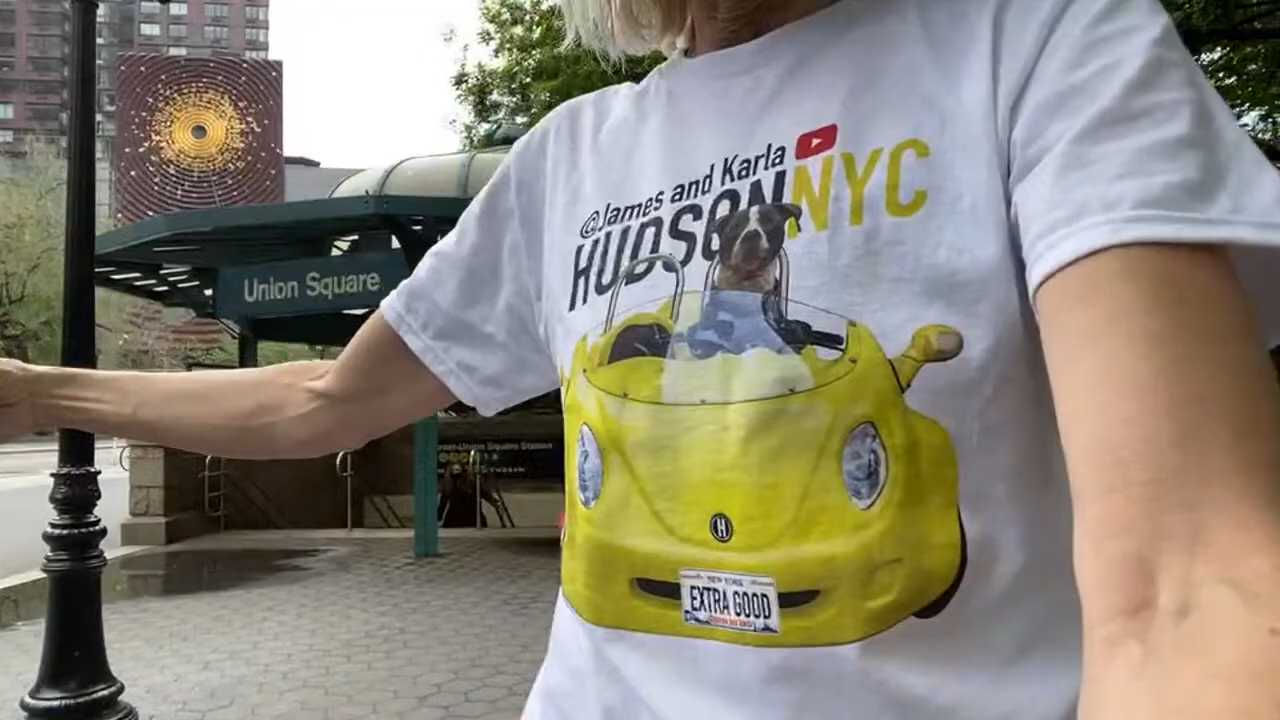 @James and Karla
HUDSON NYC
Union Square
H
NEW YORK
EXTRA GOOD